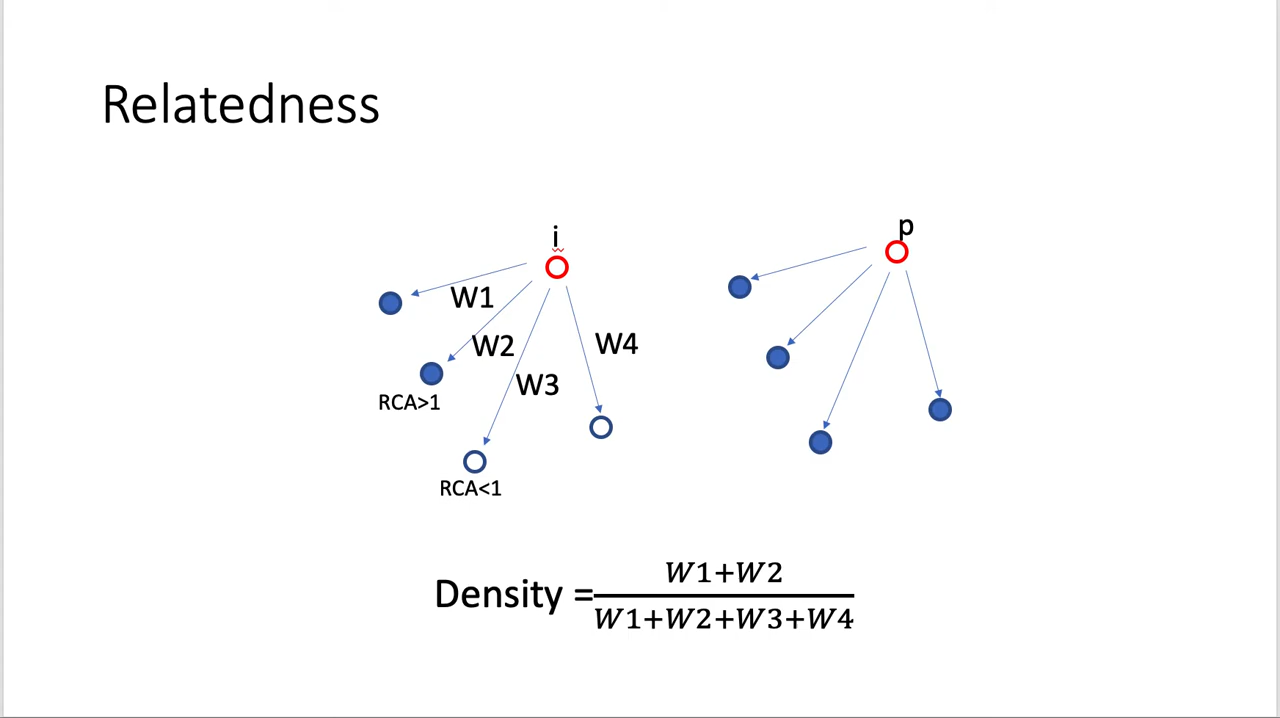 Relatedness
i
p
W1
W2
W4
W3
RCA>1
RCA<1
Density = W1+W2
W1+W2+W3+W4